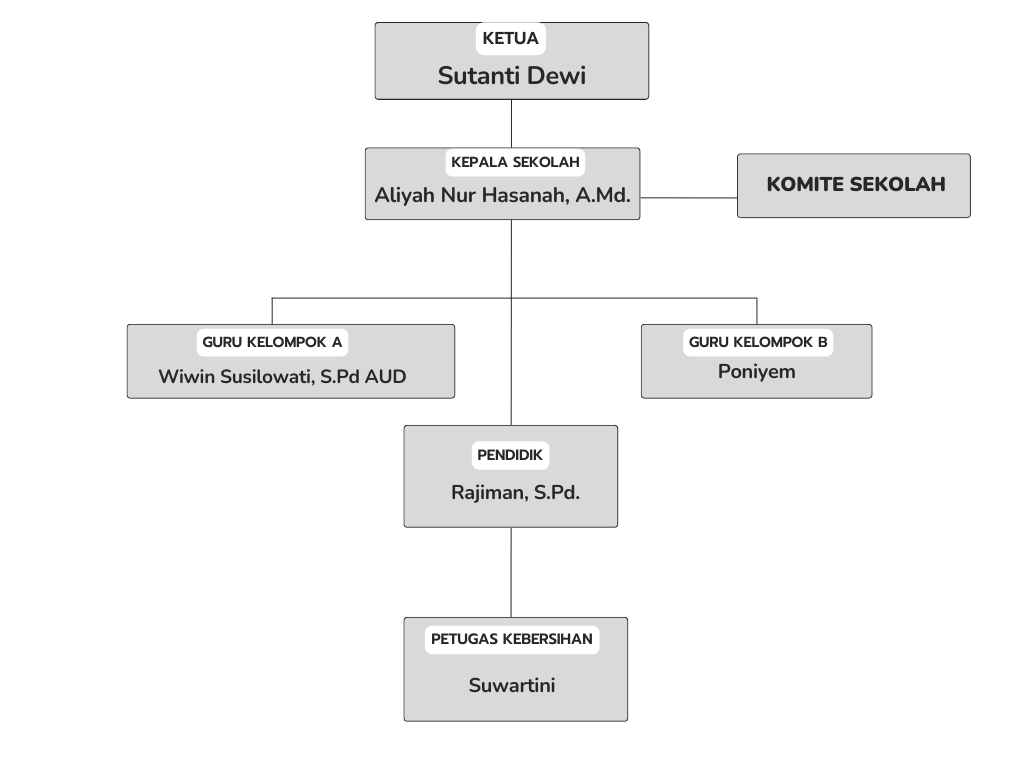 KETUA
Sutanti Dewi
KEPALA SEKOLAH
Aliyah Nur Hasanah, A.Md.
KOMITE SEKOLAH
GURU KELOMPOK A
Wiwin Susilowati, S.Pd AUD
GURU KELOMPOK B
Poniyem
PENDIDIK
Rajiman, S.Pd.
PETUGAS KEBERSIHAN
Suwartini